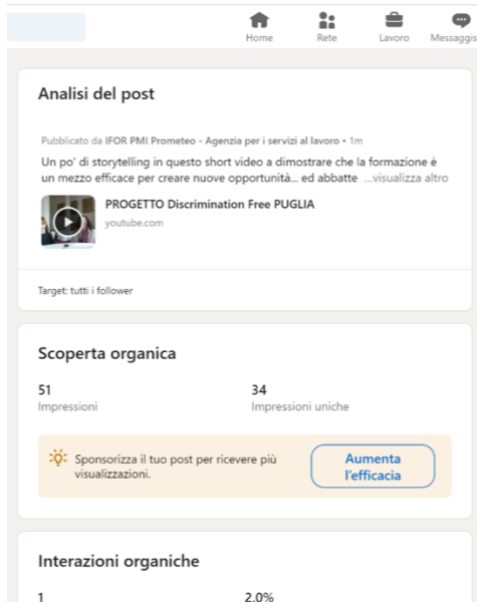 Home Rete Lavoro Messaggis
Analisi del post
Pubblicato da IFOR PMI Prometeo - Agenzia per i servizi al lavoro • 1m
Un po' di storytelling in questo short video a dimostrare che la formazione è
un mezzo efficace per creare nuove opportunità... ed abbatte ...visualizza altro
PROGETTO Discrimination Free PUGLIA
youtube.com
Target: tutti i follower
Scoperta organica
51 34
Impressioni Impressioni uniche
Sponsorizza il tuo post per ricevere più
visualizzazioni.
Aumenta
l'efficacia
Interazioni organiche
1 2.0%